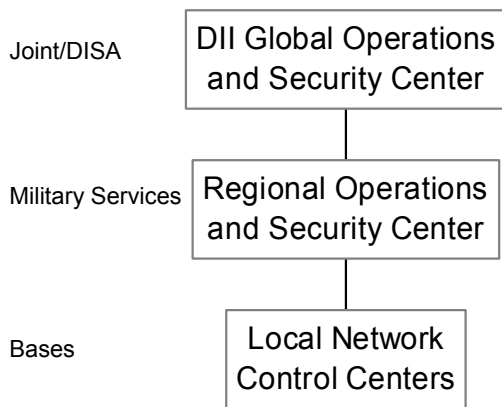 Joint/DISA
DII Global Operations
and Security Center
Military Services
Regional Operations
and Security Center
Bases
Local Network
Control Centers